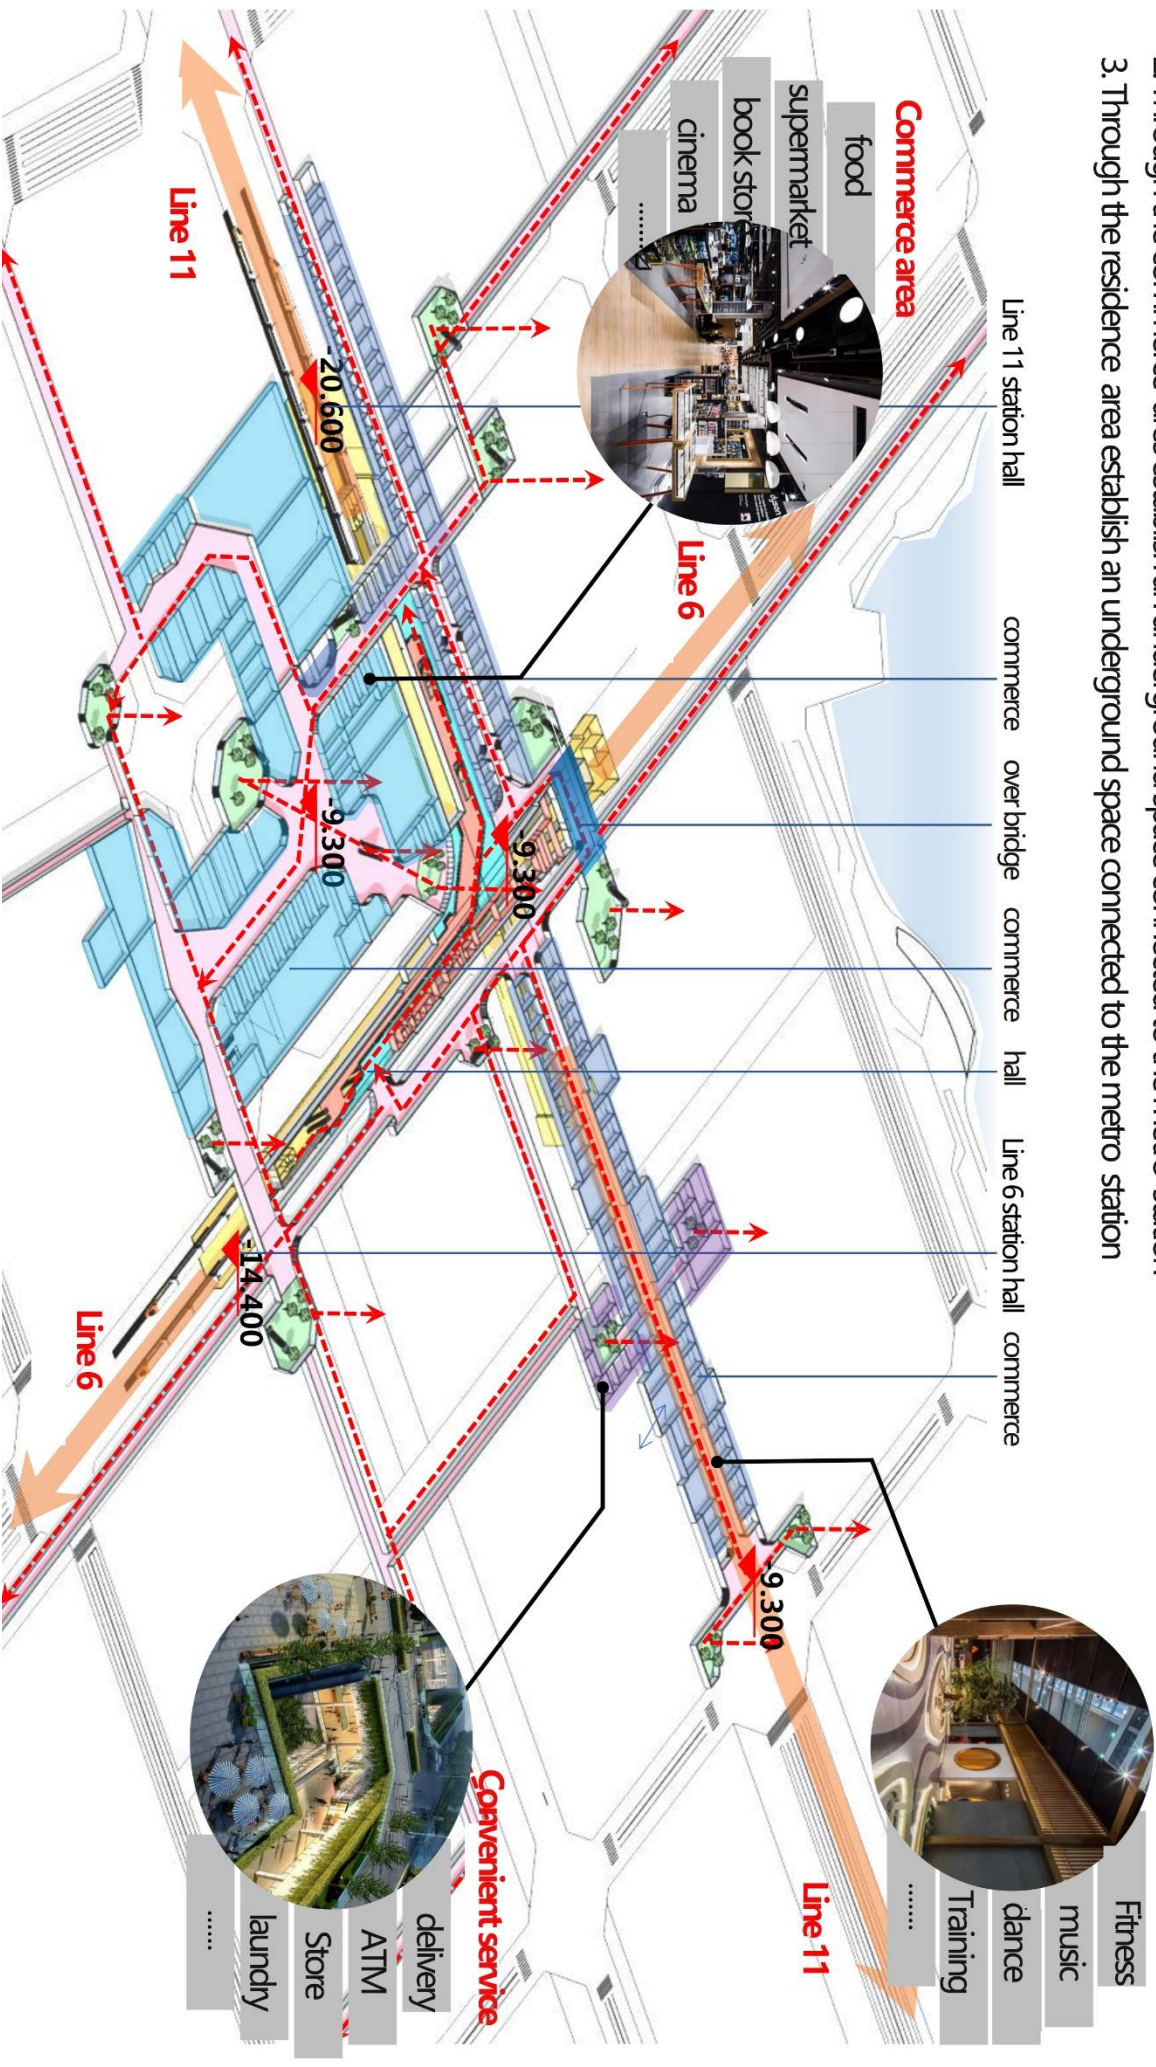 3. Through the residence area establish an underground space connected to the metro station
Line 11 station hall
commerce
over bridge
commerce
hall
Line 6 station hall
commerce
Commerce area
food
supermarket
book store
cinema
.......
Fitness
music
dance
Training
.......
Line 11
Line 6
Line 11
Line 6
-20.600
-9.300
-9.300
-14.400
-9.300
Convenient service
delivery
ATM
Store
laundry
......
dyson